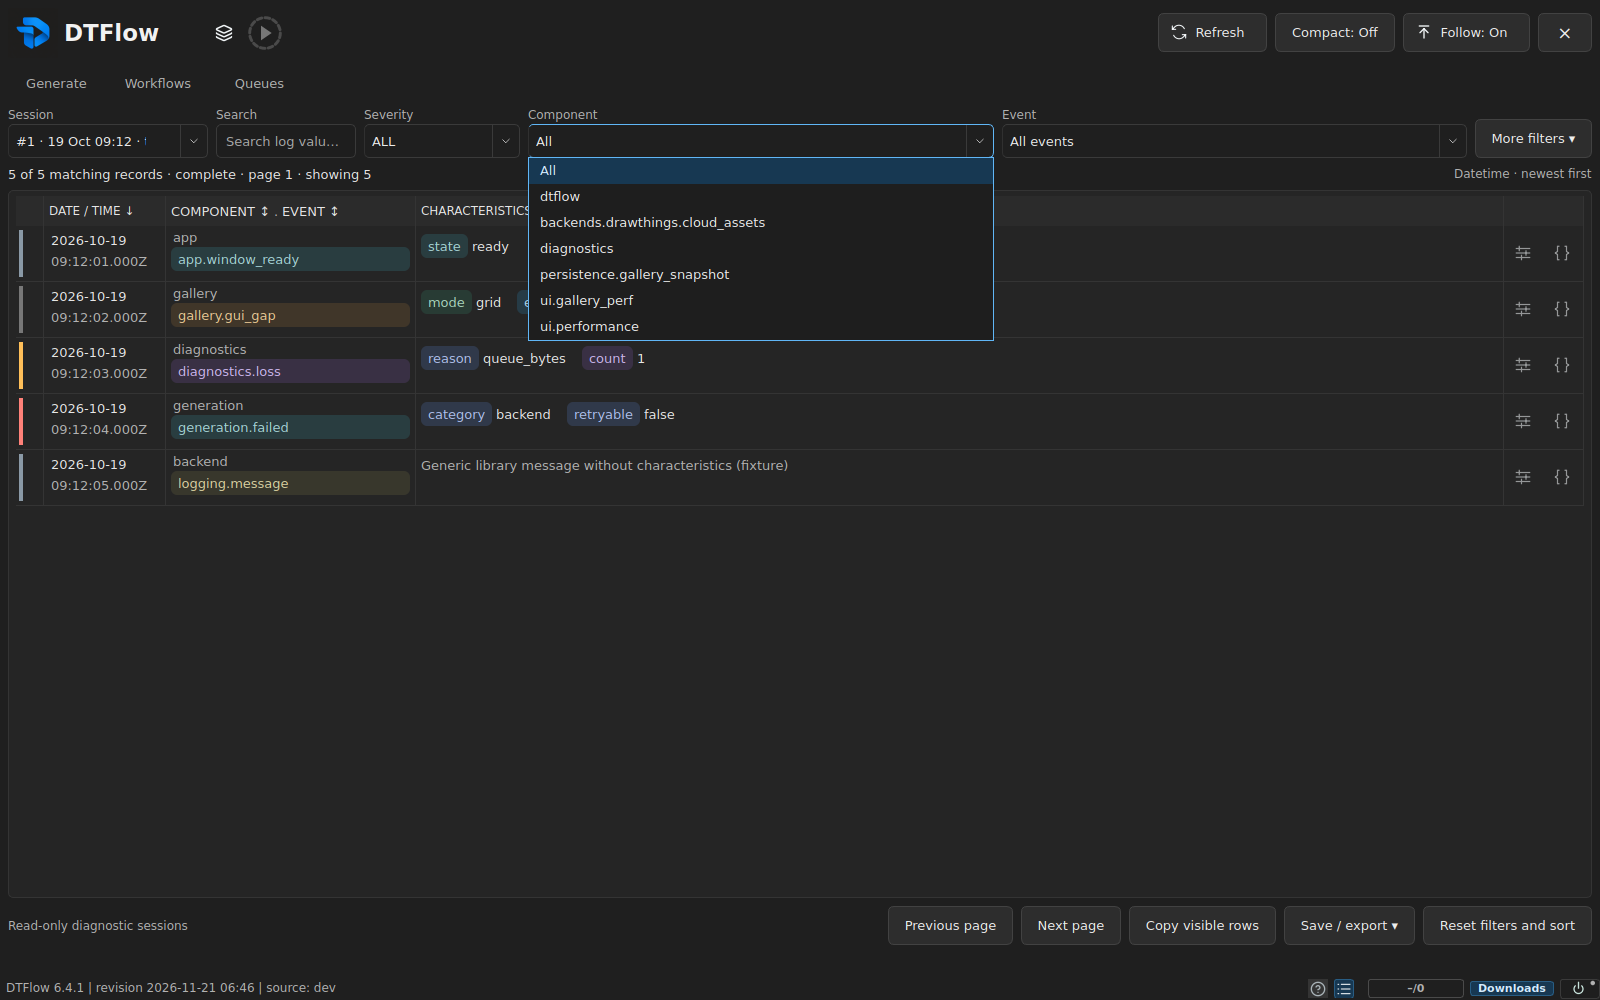 DTFlow
Refresh
Compact: Off
Follow: On
×
Generate
Workflows
Queues
Session
Search
Severity
Component
Event
#1 · 19 Oct 09:12 ·
Search log valu...
ALL
All
All events
More filters ▾
5 of 5 matching records · complete · page 1 · showing 5
Datetime · newest first
All
dtflow
backends.drawthings.cloud_assets
diagnostics
persistence.gallery_snapshot
ui.gallery_perf
ui.performance
DATE / TIME ↓
COMPONENT ↕ . EVENT ↕
CHARACTERISTICS
2026-10-19
09:12:01.000Z
app
app.window_ready
state ready
{}
2026-10-19
09:12:02.000Z
gallery
gallery.gui_gap
mode grid
{}
2026-10-19
09:12:03.000Z
diagnostics
diagnostics.loss
reason queue_bytes count 1
{}
2026-10-19
09:12:04.000Z
generation
generation.failed
category backend retryable false
{}
2026-10-19
09:12:05.000Z
backend
logging.message
Generic library message without characteristics (fixture)
{}
Read-only diagnostic sessions
Previous page
Next page
Copy visible rows
Save / export ▾
Reset filters and sort
DTFlow 6.4.1 | revision 2026-11-21 06:46 | source: dev
?
–/0
Downloads